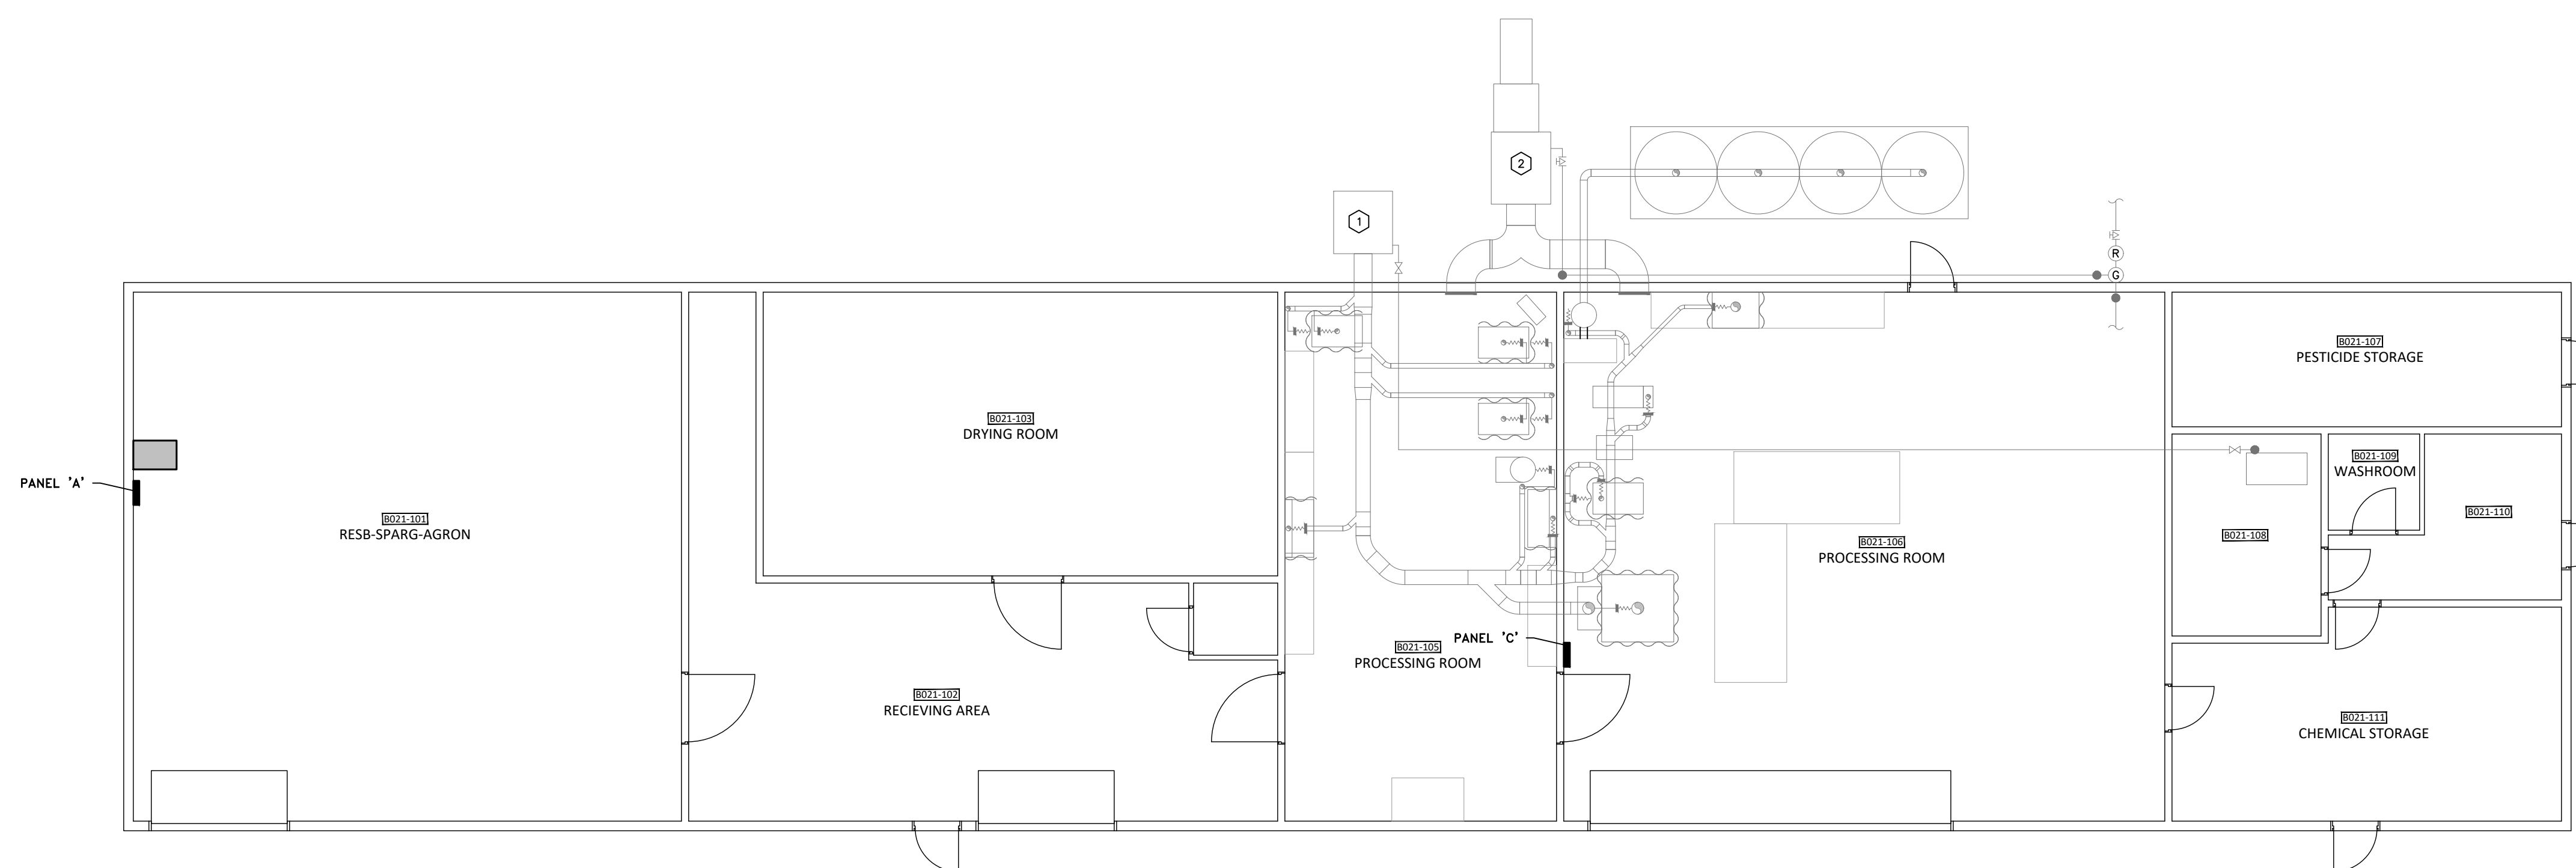 2
1
R
G
B021-107
PESTICIDE STORAGE
B021-103
DRYING ROOM
B021-109
WASHROOM
PANEL 'A'
B021-101
RESB-SPARG-AGRON
B021-110
B021-108
B021-106
PROCESSING ROOM
PANEL 'C'
B021-105
PROCESSING ROOM
B021-102
RECIEVING AREA
B021-111
CHEMICAL STORAGE